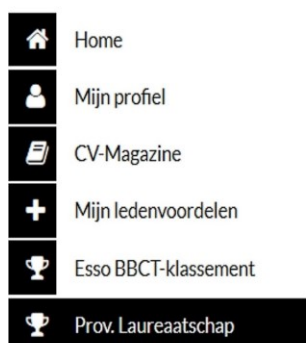 Home
Mijn profiel
CV-Magazine
Mijn ledenvoordelen
Esso BBCT-klassement
Prov. Laureaatschap